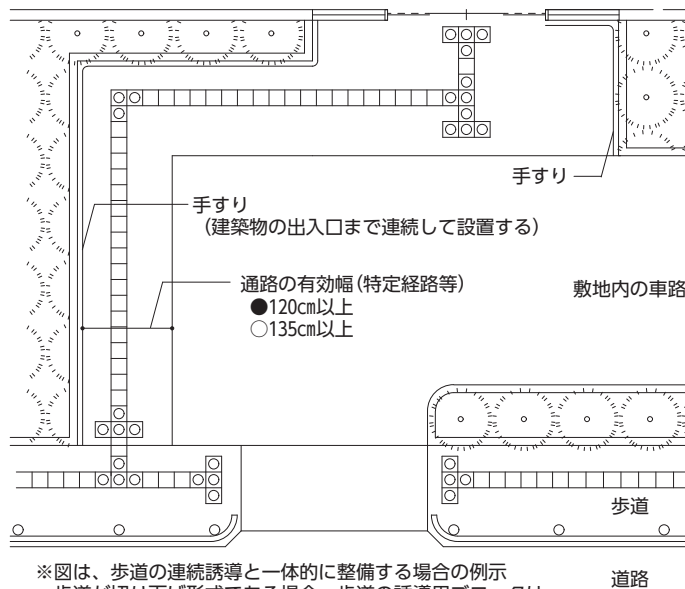 手すり
手すり
（建築物の出入口まで連続して設置する）
通路の有効幅（特定経路等）
●120㎝以上
○135㎝以上
敷地内の車路
歩道
※図は、歩道の連続誘導と一体的に整備する場合の例示
道路